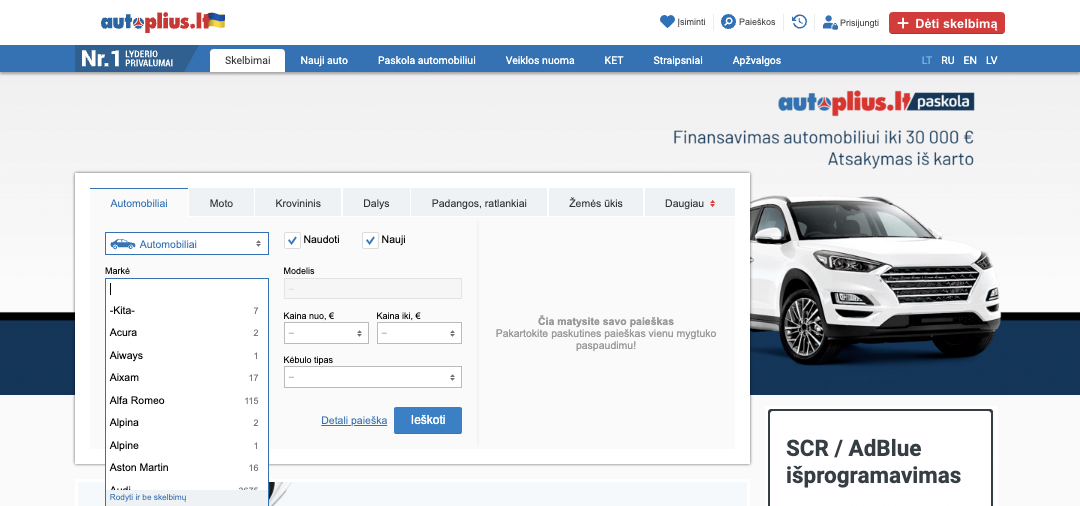 autoplius.lt
Įsiminti
Paieškos
Prisijungti
+ Dėti skelbimą
Nr.1 LYDERIO
PRIVALUMAI
Skelbimai
Nauji auto
Paskola automobiliui
Veiklos nuoma
KET
Straipsniai
Apžvalgos
LT RU EN LV
autoplius.lt paskola
Finansavimas automobiliui iki 30 000 €
Atsakymas iš karto
Automobiliai
Moto
Krovininis
Dalys
Padangos, ratlankiai
Žemės ūkis
Daugiau
Automobiliai
Naudoti
Nauji
Markė
Modelis
–
-Kita- 7
Acura 2
Aiways 1
Aixam 17
Alfa Romeo 115
Alpina 2
Alpine 1
Aston Martin 16
Audi 3675
Rodyti ir be skelbimų
Kaina nuo, €
Kaina iki, €
–
–
Kėbulo tipas
–
Detali paieška
Ieškoti
Čia matysite savo paieškas
Pakartokite paskutines paieškas vienu mygtuko
paspaudimu!
SCR / AdBlue
išprogramavimas